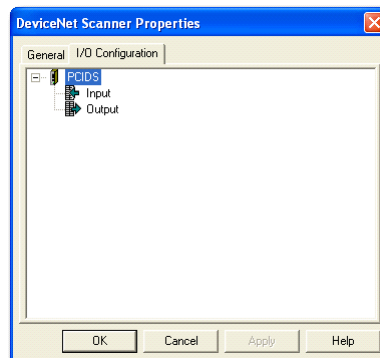 DeviceNet Scanner Properties
General
I/O Configuration
PCIDS
Input
Output
OK
Cancel
Apply
Help